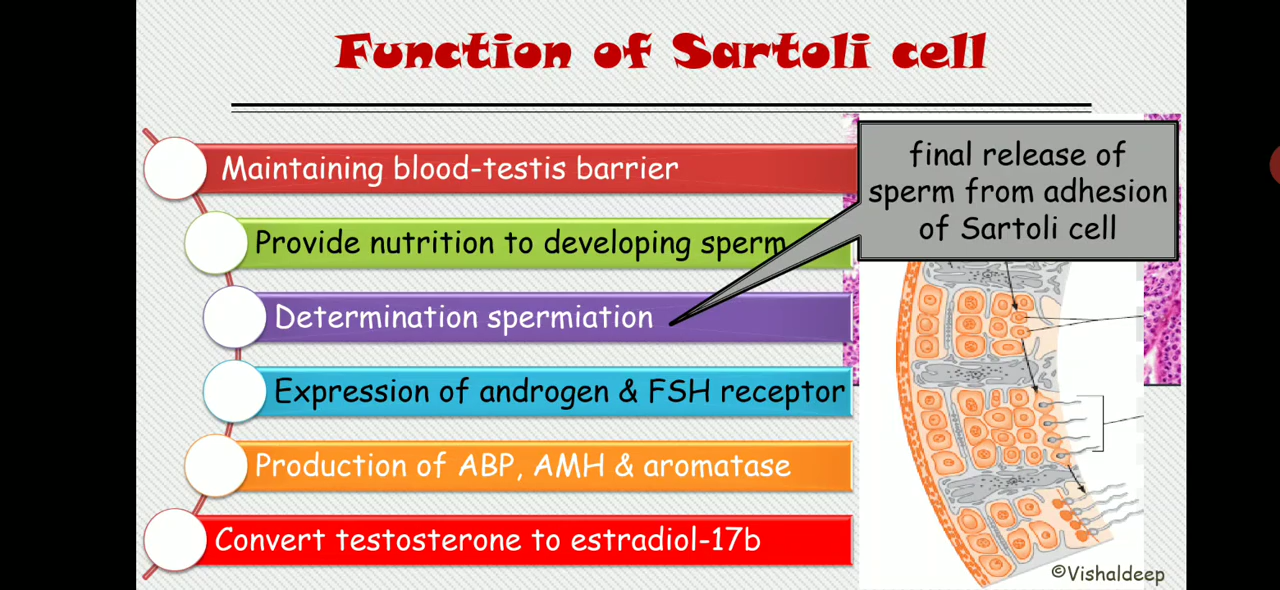 Function of Sartoli cell
Maintaining blood-testis barrier
Provide nutrition to developing sperm
Determination spermiation
Expression of androgen & FSH receptor
Production of ABP, AMH & aromatase
Convert testosterone to estradiol-17b
final release of
sperm from adhesion
of Sartoli cell
©Vishaldeep